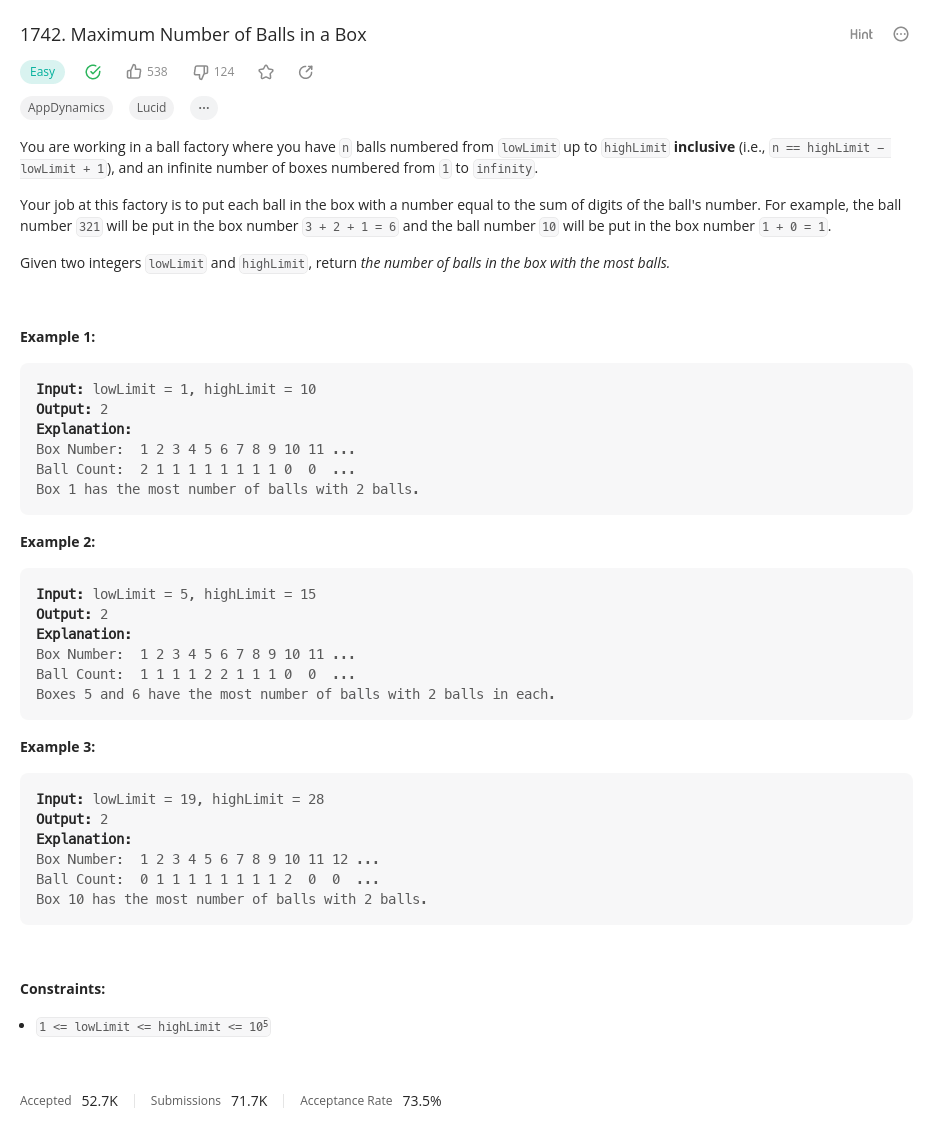 1742. Maximum Number of Balls in a Box
Hint
Easy
538
124
AppDynamics
Lucid
...
You are working in a ball factory where you have n balls numbered from lowLimit up to highLimit inclusive (i.e., n == highLimit -
lowLimit + 1), and an infinite number of boxes numbered from 1 to infinity.
Your job at this factory is to put each ball in the box with a number equal to the sum of digits of the ball's number. For example, the ball
number 321 will be put in the box number 3 + 2 + 1 = 6 and the ball number 10 will be put in the box number 1 + 0 = 1.
Given two integers lowLimit and highLimit, return the number of balls in the box with the most balls.
Example 1:
Input: lowLimit = 1, highLimit = 10
Output: 2
Explanation:
Box Number:  1 2 3 4 5 6 7 8 9 10 11 ...
Ball Count:  2 1 1 1 1 1 1 1 1 0  0  ...
Box 1 has the most number of balls with 2 balls.
Example 2:
Input: lowLimit = 5, highLimit = 15
Output: 2
Explanation:
Box Number:  1 2 3 4 5 6 7 8 9 10 11 ...
Ball Count:  1 1 1 1 2 2 1 1 1 0  0  ...
Boxes 5 and 6 have the most number of balls with 2 balls in each.
Example 3:
Input: lowLimit = 19, highLimit = 28
Output: 2
Explanation:
Box Number:  1 2 3 4 5 6 7 8 9 10 11 12 ...
Ball Count:  0 1 1 1 1 1 1 1 1 2  0  0  ...
Box 10 has the most number of balls with 2 balls.
Constraints:
• 1 <= lowLimit <= highLimit <= 10⁵
Accepted 52.7K Submissions 71.7K Acceptance Rate 73.5%